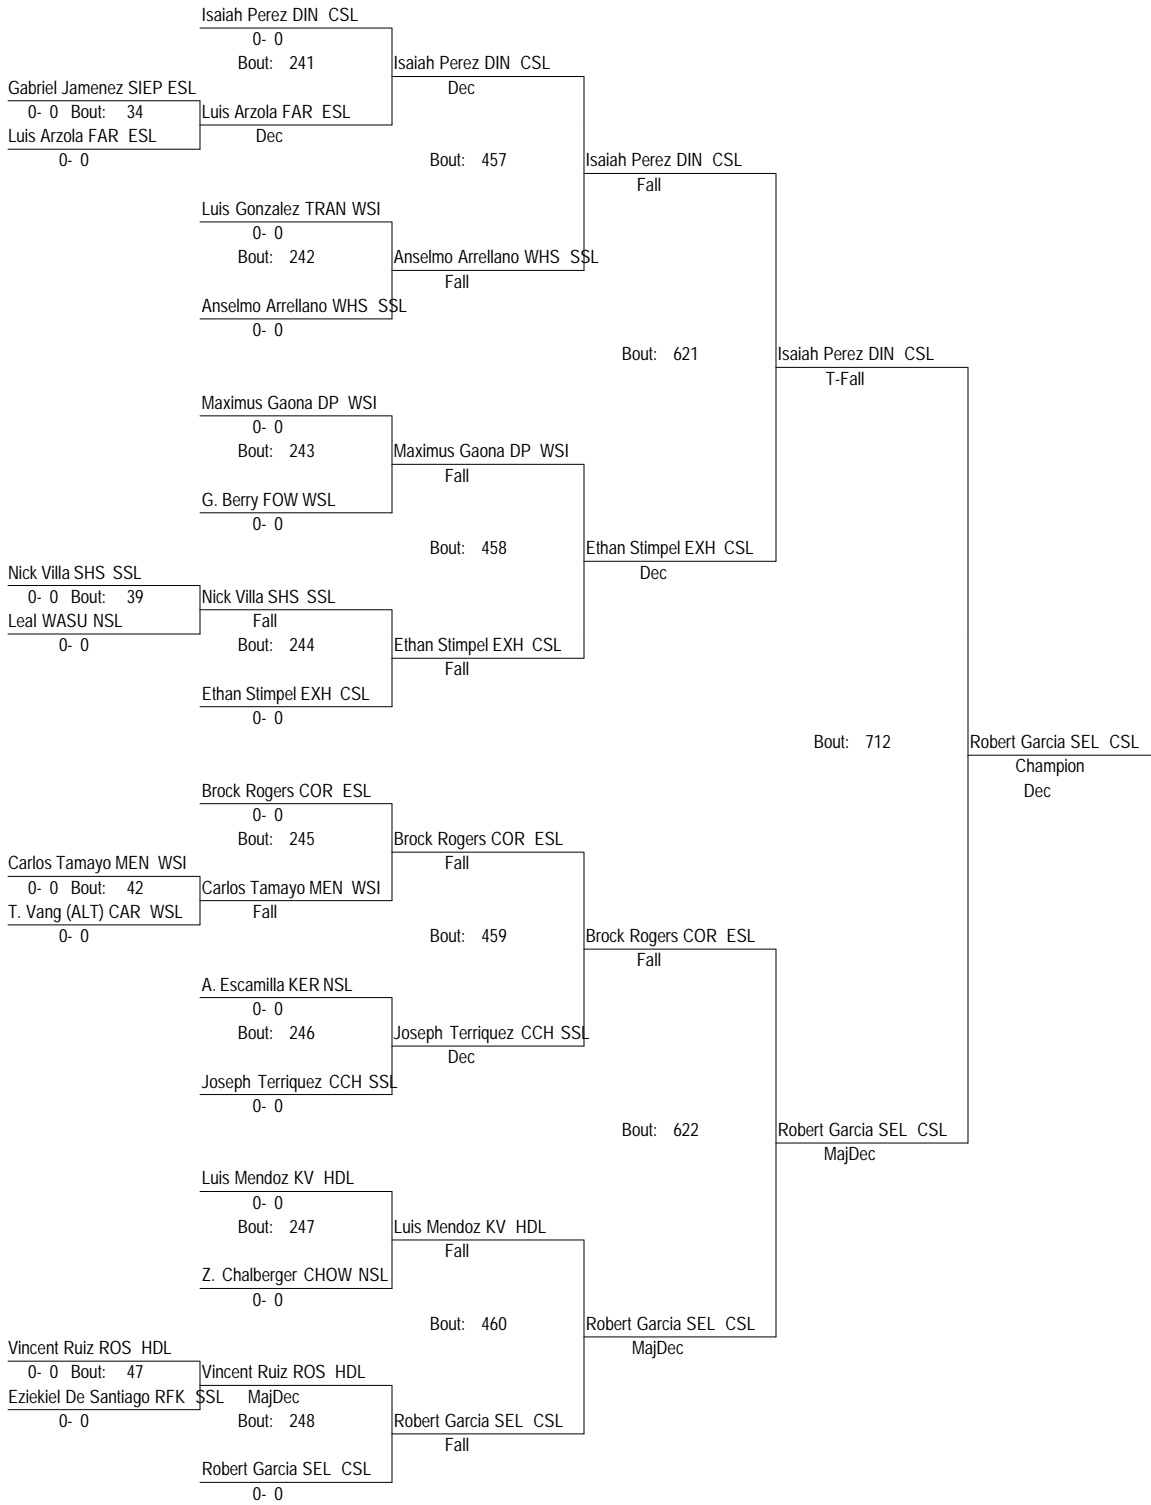 Isaiah Perez DIN CSL
0- 0
Bout: 241
Isaiah Perez DIN CSL
Dec
Gabriel Jamenez SIEP ESL
0- 0 Bout: 34
Luis Arzola FAR ESL
Luis Arzola FAR ESL
Dec
0- 0
Bout: 457
Isaiah Perez DIN CSL
Fall
Luis Gonzalez TRAN WSI
0- 0
Bout: 242
Anselmo Arrellano WHS SSL
Fall
Anselmo Arrellano WHS SSL
0- 0
Bout: 621
Isaiah Perez DIN CSL
T-Fall
Maximus Gaona DP WSI
0- 0
Bout: 243
Maximus Gaona DP WSI
Fall
G. Berry FOW WSL
0- 0
Bout: 458
Ethan Stimpel EXH CSL
Dec
Nick Villa SHS SSL
0- 0 Bout: 39
Nick Villa SHS SSL
Leal WASU NSL
Fall
0- 0
Bout: 244
Ethan Stimpel EXH CSL
Fall
Ethan Stimpel EXH CSL
0- 0
Bout: 712
Robert Garcia SEL CSL
Champion
Dec
Brock Rogers COR ESL
0- 0
Bout: 245
Brock Rogers COR ESL
Fall
Carlos Tamayo MEN WSI
0- 0 Bout: 42
Carlos Tamayo MEN WSI
T. Vang (ALT) CAR WSL
Fall
0- 0
Bout: 459
Brock Rogers COR ESL
Fall
A. Escamilla KER NSL
0- 0
Bout: 246
Joseph Terriquez CCH SSL
Dec
Joseph Terriquez CCH SSL
0- 0
Bout: 622
Robert Garcia SEL CSL
MajDec
Luis Mendoz KV HDL
0- 0
Bout: 247
Luis Mendoz KV HDL
Fall
Z. Chalberger CHOW NSL
0- 0
Bout: 460
Robert Garcia SEL CSL
MajDec
Vincent Ruiz ROS HDL
0- 0 Bout: 47
Vincent Ruiz ROS HDL
Eziekiel De Santiago RFK SSL
MajDec
0- 0
Bout: 248
Robert Garcia SEL CSL
Fall
Robert Garcia SEL CSL
0- 0